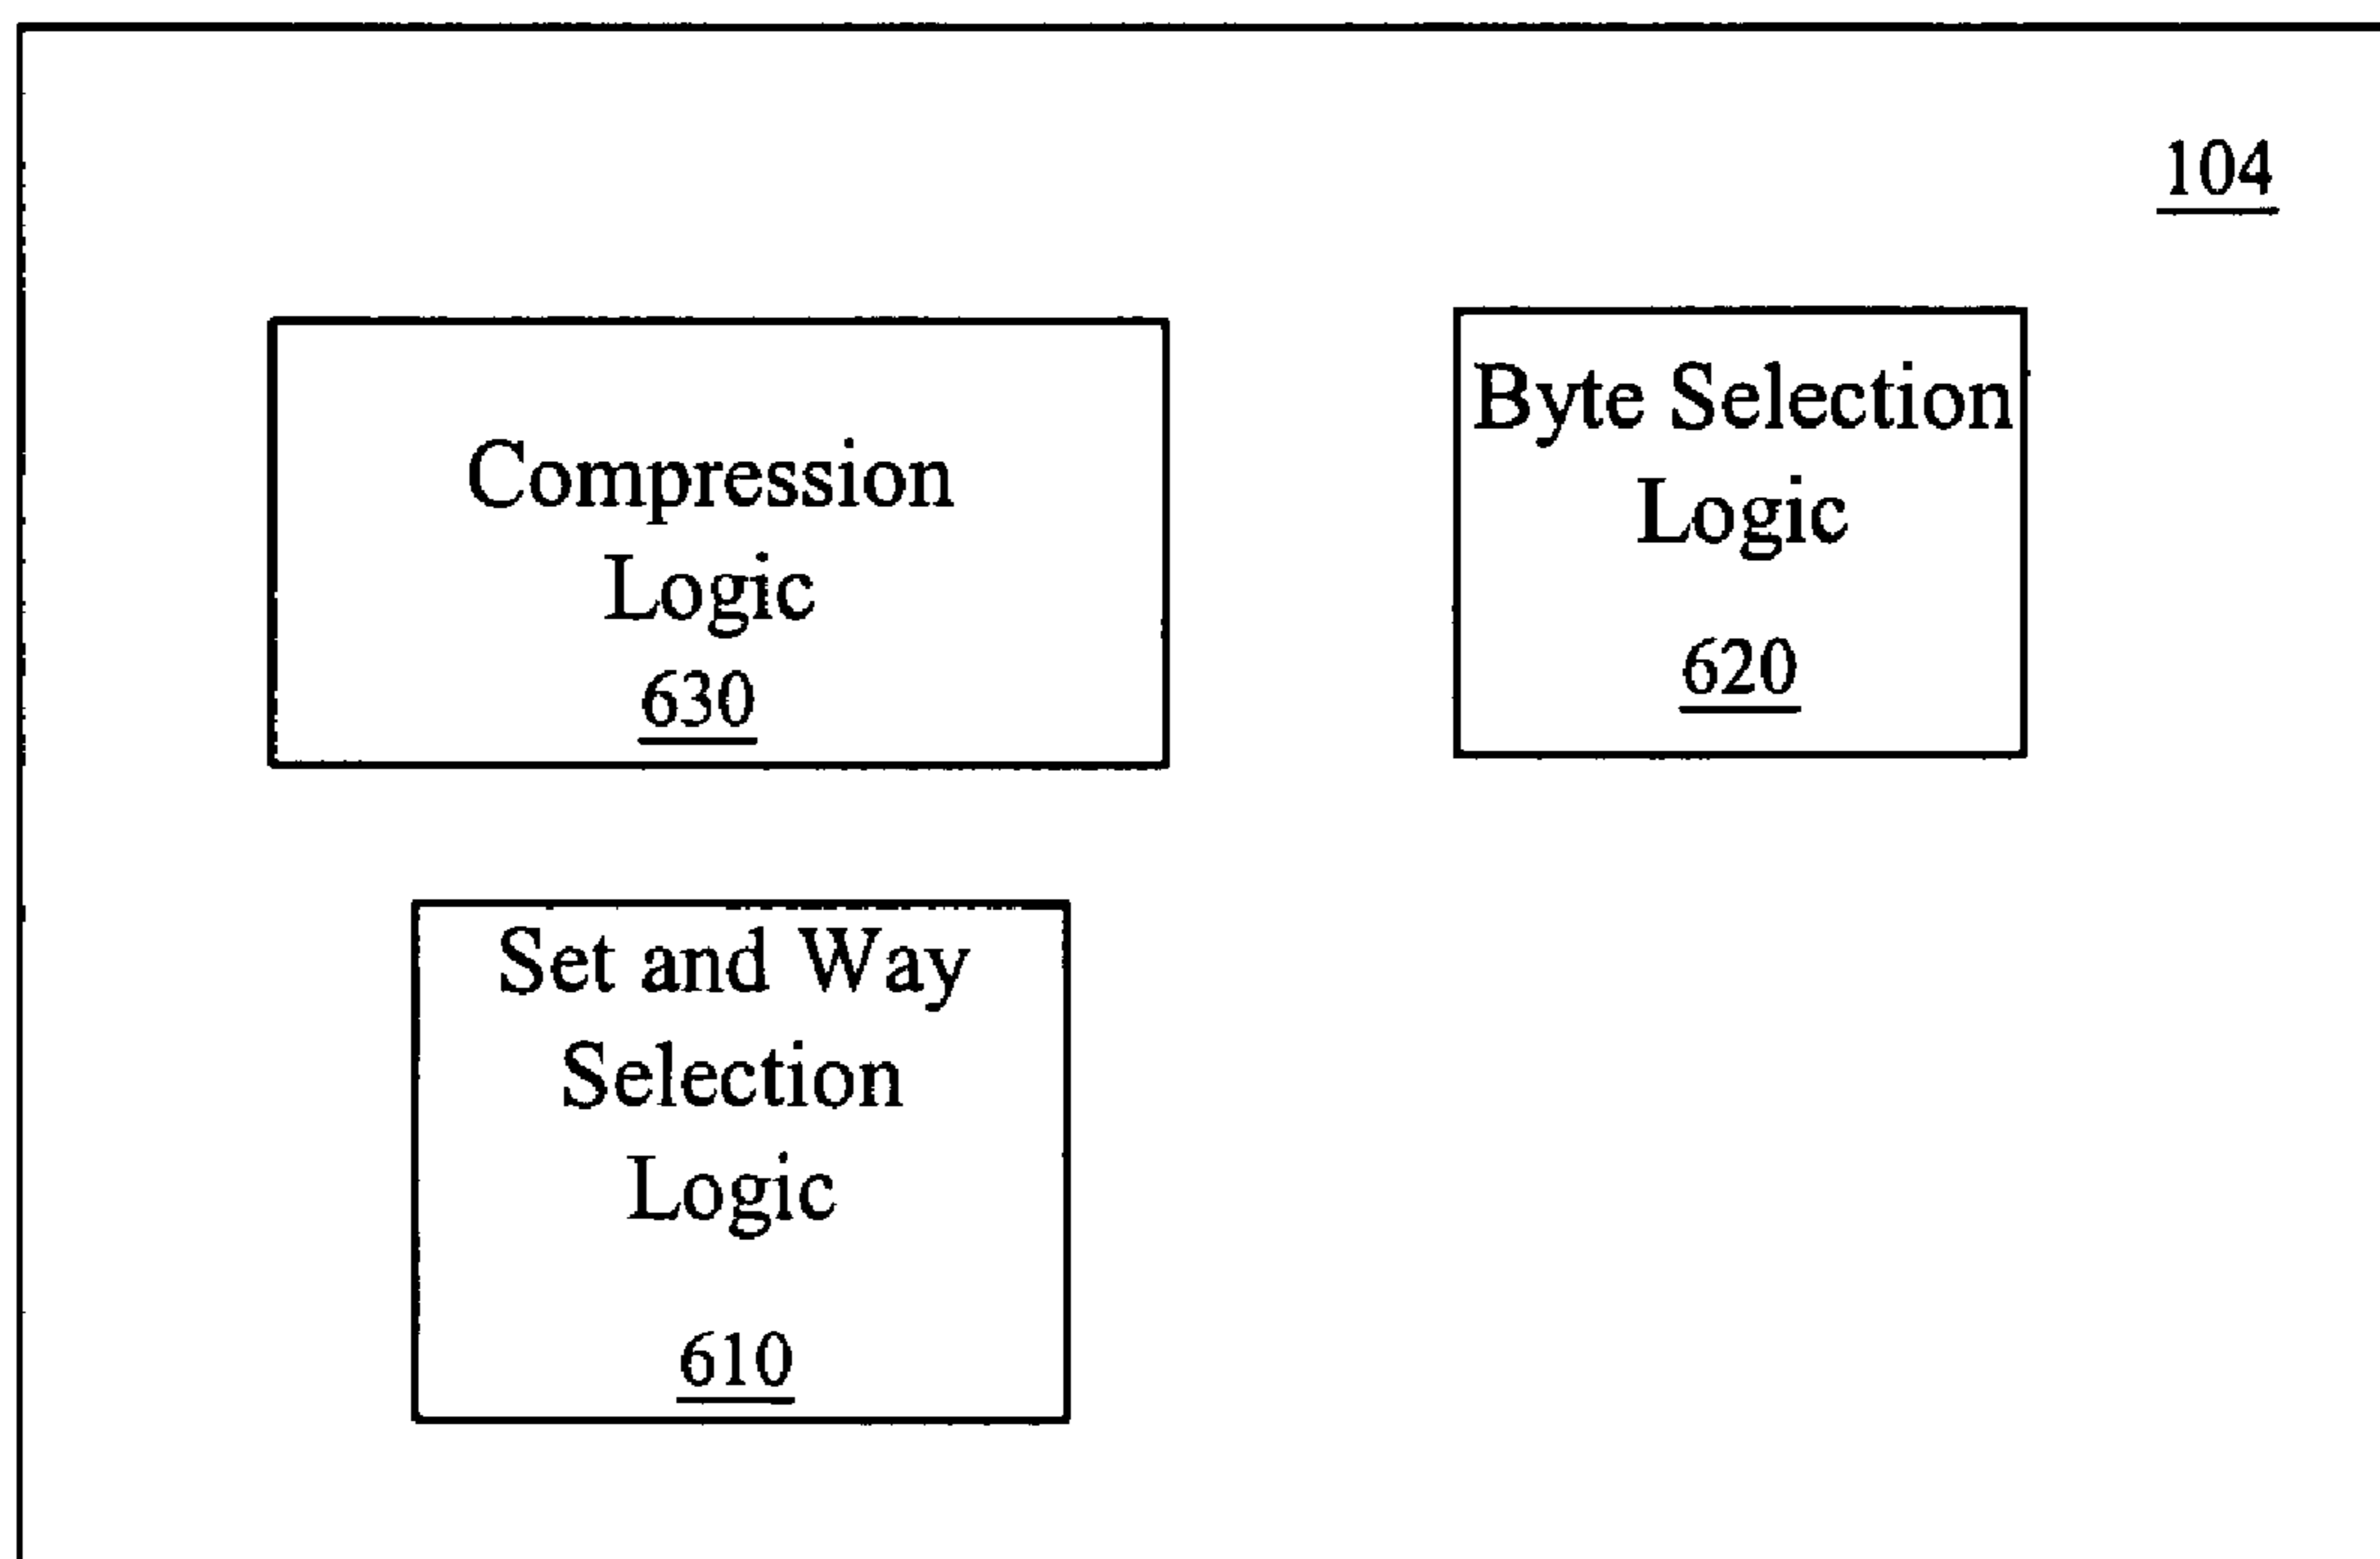 104
Compression
Logic
630
Byte Selection
Logic
620
Set and Way
Selection
Logic
610